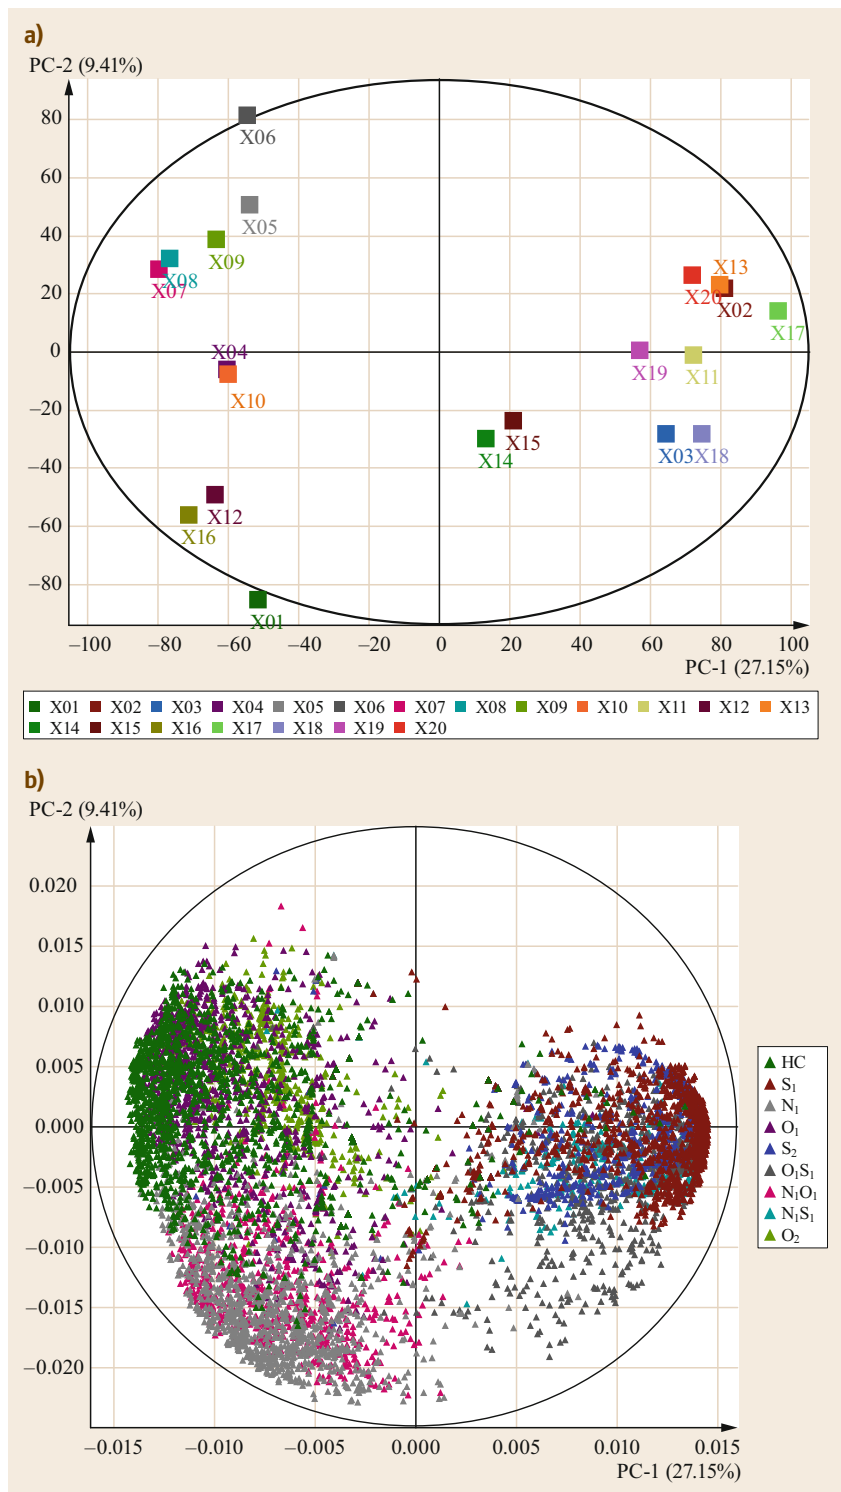 a)
PC-2 (9.41%)
80
60
40
20
0
−20
−40
−60
−80
X06
X05
X09
X08
X07
X04
X10
X12
X16
X01
X13
X20
X02
X17
X19
X11
X15
X14
X03
X18
−100 −80 −60 −40 −20 0 20 40 60 80 100
PC-1 (27.15%)
X01 X02 X03 X04 X05 X06 X07 X08 X09 X10 X11 X12 X13
X14 X15 X16 X17 X18 X19 X20
b)
PC-2 (9.41%)
0.020
0.015
0.010
0.005
0.000
−0.005
−0.010
−0.015
−0.020
HC
S₁
N₁
O₁
S₂
O₁S₁
N₁O₁
N₁S₁
O₂
−0.015 −0.010 −0.005 0.000 0.005 0.010 0.015
PC-1 (27.15%)